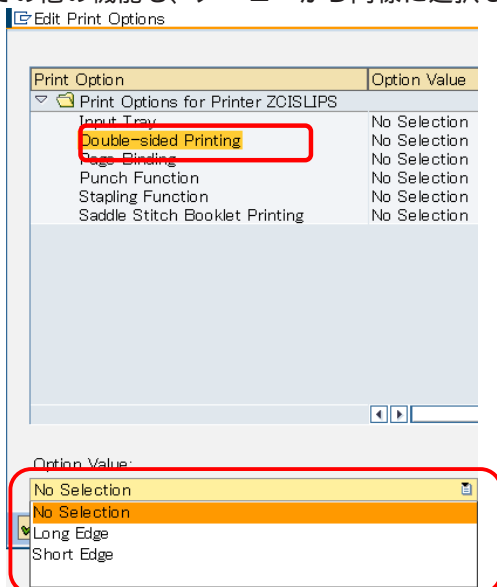 Edit Print Options
Print Option Option Value
Print Options for Printer ZCISLIPS
Input Tray No Selection
Double-sided Printing No Selection
Page Binding No Selection
Punch Function No Selection
Stapling Function No Selection
Saddle Stitch Booklet Printing No Selection
Option Value:
No Selection
No Selection
Long Edge
Short Edge